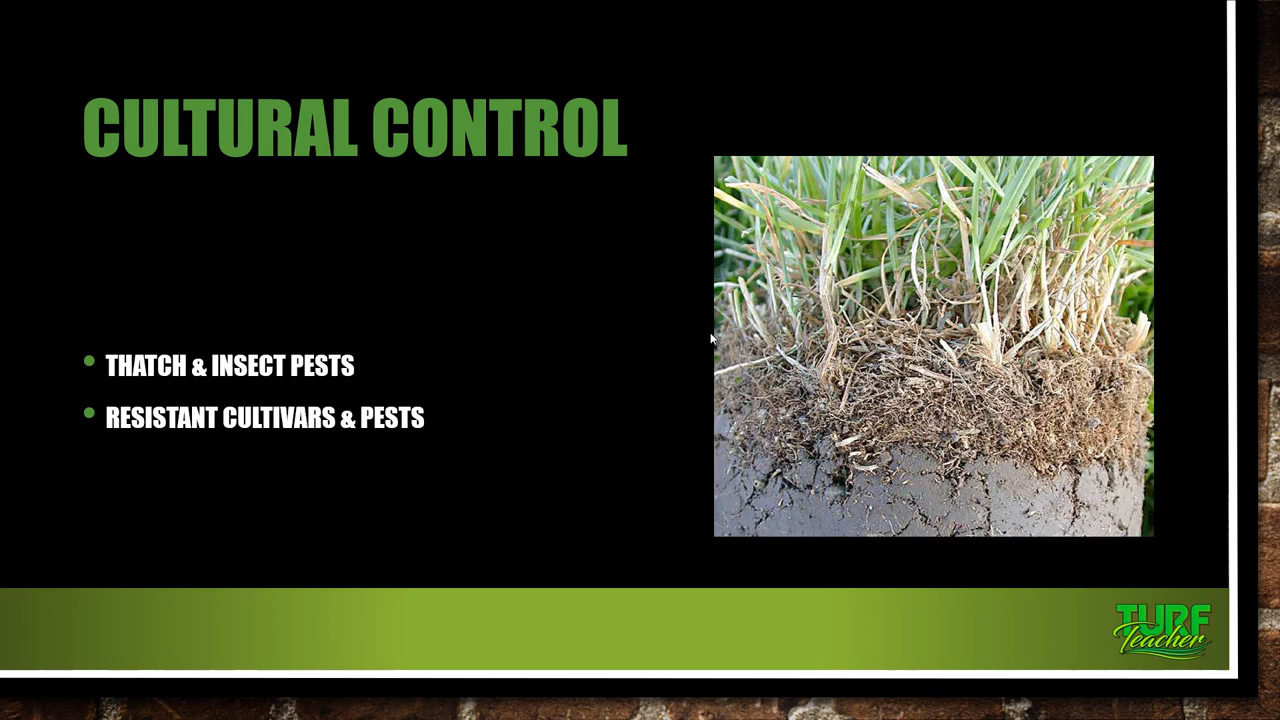 CULTURAL CONTROL
THATCH & INSECT PESTS
RESISTANT CULTIVARS & PESTS
TURF
Teacher